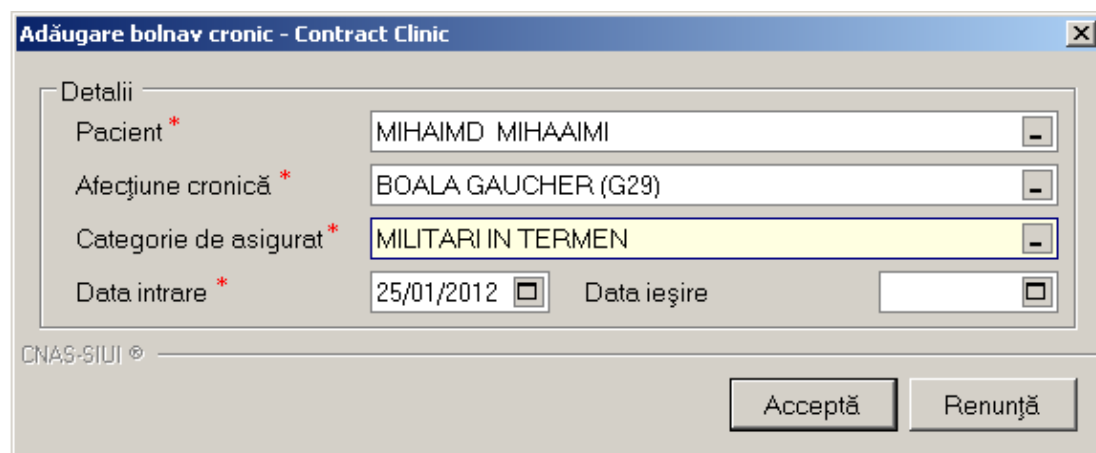 Adăugare bolnav cronic - Contract Clinic
Detalii
Pacient * MIHAIMD MIHAAIMI
Afecţiune cronică * BOALA GAUCHER (G29)
Categorie de asigurat * MILITARI IN TERMEN
Data intrare * 25/01/2012 Data ieşire
CNAS-SIUI ®
Acceptă Renunţă